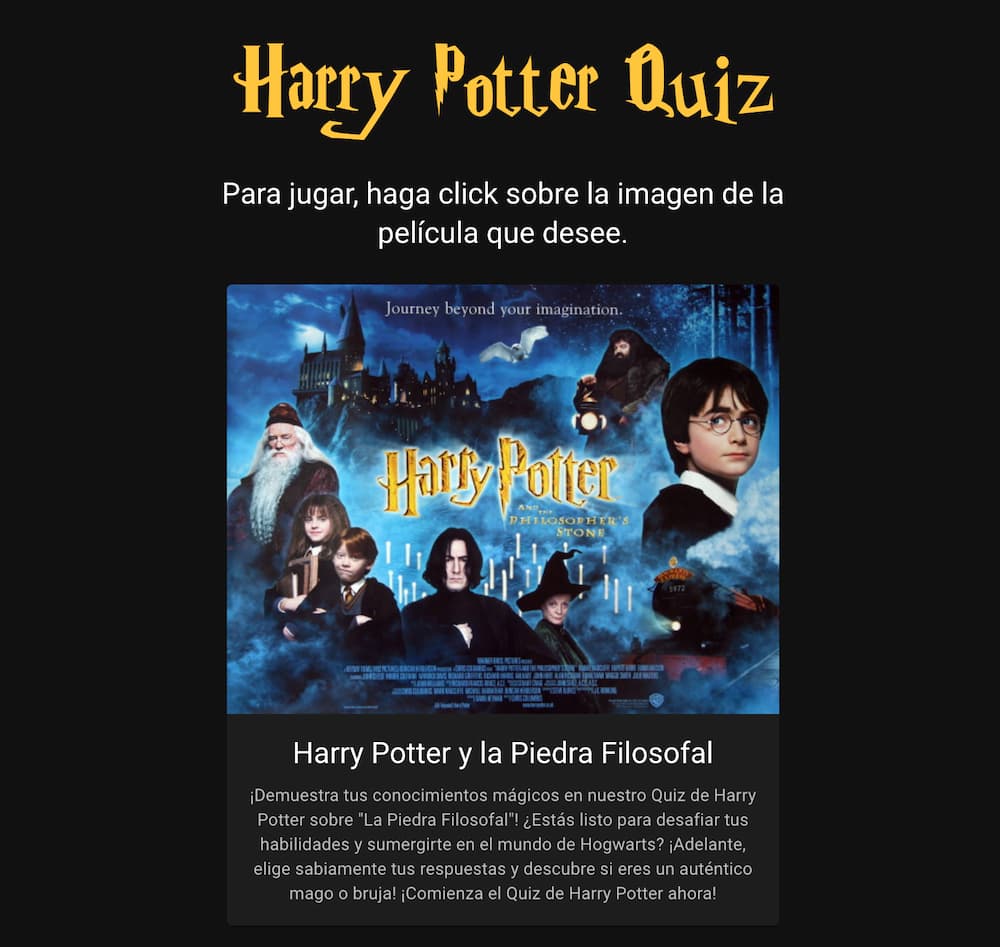 Harry Potter Quiz
Para jugar, haga click sobre la imagen de la
película que desee.
Journey beyond your imagination.
Harry Potter
AND THE
PHILOSOPHER'S
STONE
5972
Harry Potter y la Piedra Filosofal
¡Demuestra tus conocimientos mágicos en nuestro Quiz de Harry
Potter sobre "La Piedra Filosofal"! ¿Estás listo para desafiar tus
habilidades y sumergirte en el mundo de Hogwarts? ¡Adelante,
elige sabiamente tus respuestas y descubre si eres un auténtico
mago o bruja! ¡Comienza el Quiz de Harry Potter ahora!